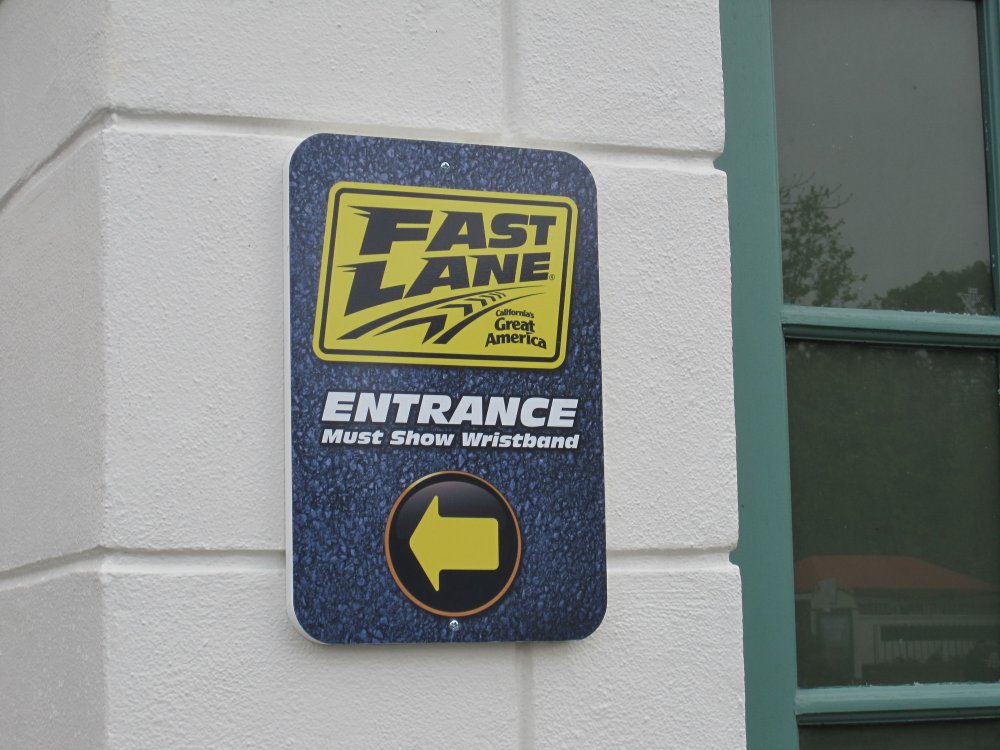 FAST
LANE®
California's
Great
America
ENTRANCE
Must Show Wristband